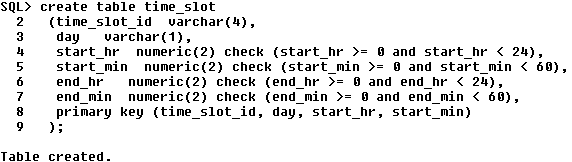 SQL> create table time_slot
  2   (time_slot_id  varchar(4),
  3    day   varchar(1),
  4    start_hr  numeric(2) check (start_hr >= 0 and start_hr < 24),
  5    start_min  numeric(2) check (start_min >= 0 and start_min < 60),
  6    end_hr   numeric(2) check (end_hr >= 0 and end_hr < 24),
  7    end_min  numeric(2) check (end_min >= 0 and end_min < 60),
  8    primary key (time_slot_id, day, start_hr, start_min)
  9   );
Table created.